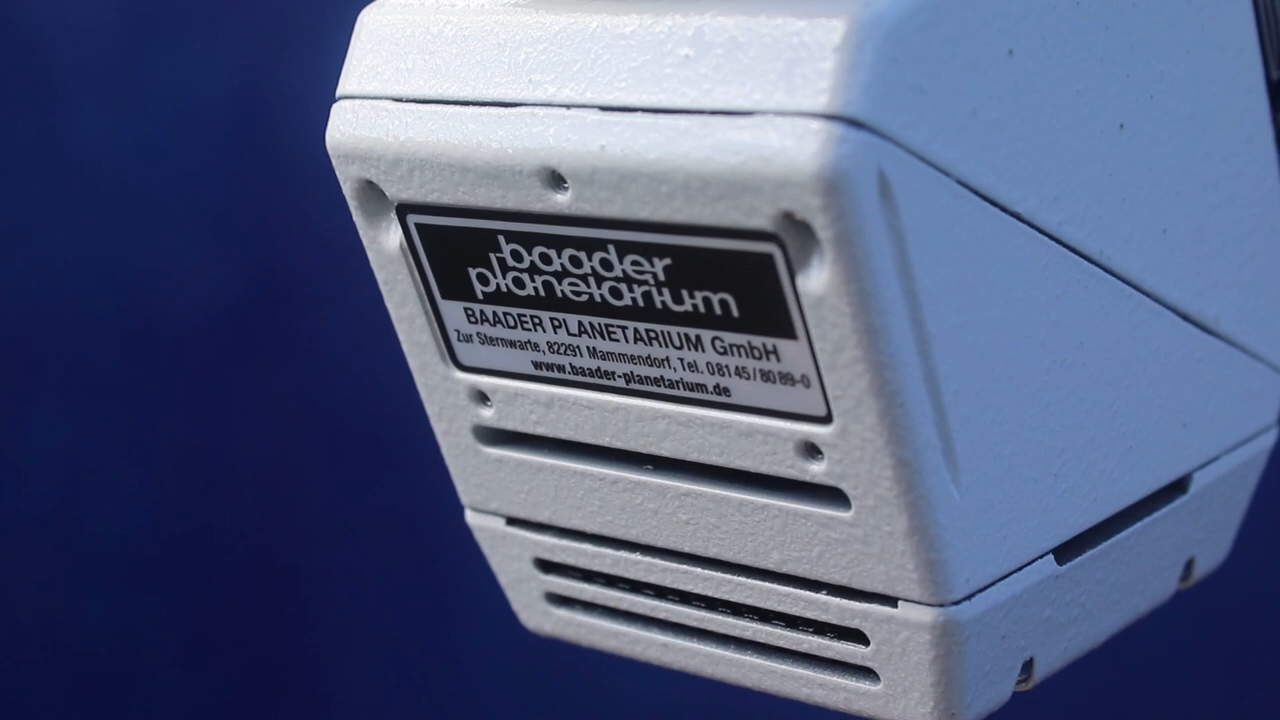 baader
planetarium
BAADER PLANETARIUM GmbH
Zur Sternwarte, 82291 Mammendorf, Tel. 08145/8089-0
www.baader-planetarium.de